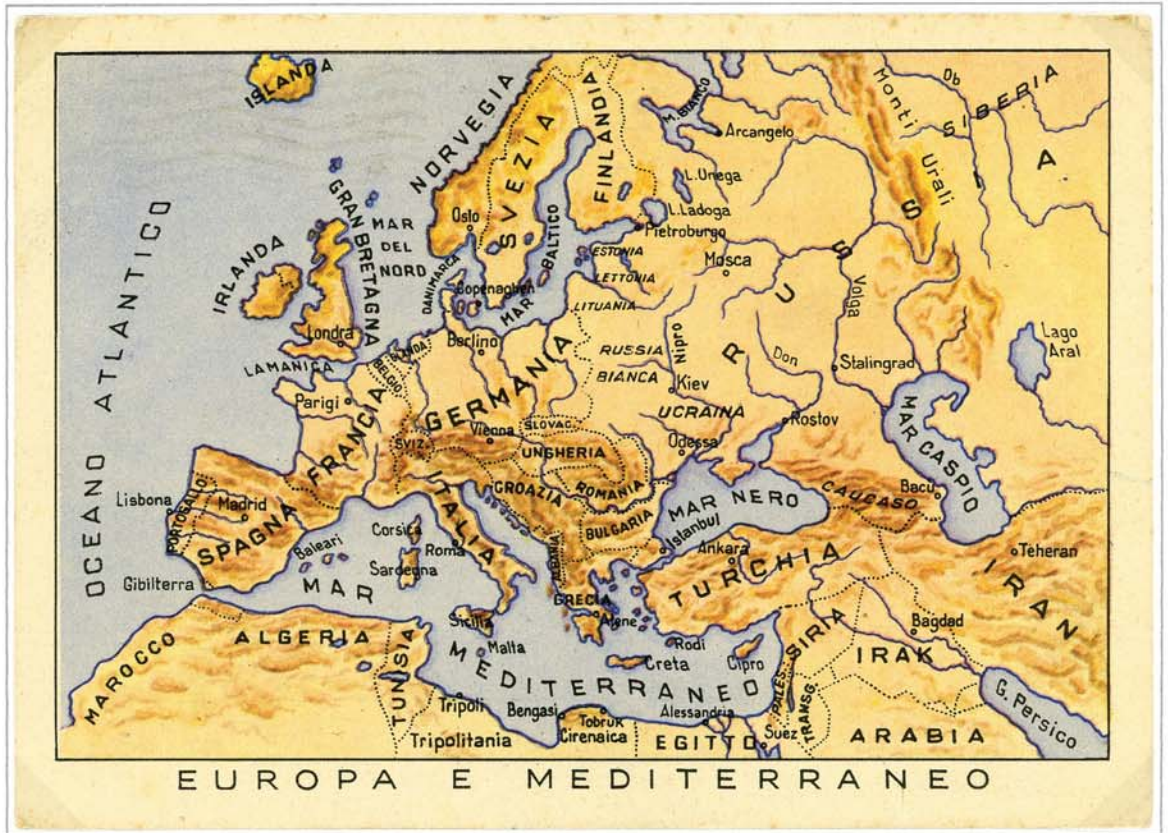 ISLANDA
NORVEGIA
SVEZIA
FINLANDIA
M. BIANCO
Arcangelo
Monti
Urali
Ob
SIBERIA
RUSSIA
L. Unega
L. Ladoga
Pietroburgo
Oslo
MAR
DEL
NORD
GRAN BRETAGNA
IRLANDA
OCEANO ATLANTICO
DANIMARCA
Copenaghen
MAR BALTICO
ESTONIA
LETTONIA
LITUANIA
Mosca
Volga
Londra
LA MANICA
OLANDA
BELGIO
Berlino
GERMANIA
RUSSIA
BIANCA
Nipro
Don
Stalingrad
Lago
Aral
Parigi
FRANCIA
SVIZ.
Vienna
SLOVAC.
UNGHERIA
Kiev
UCRAINA
Rostov
Odessa
MAR CASPIO
CROAZIA
ROMANIA
BULGARIA
MAR NERO
CAUCASO
Bacu
Lisbona
PORTOGALLO
Madrid
SPAGNA
Gibilterra
Baleari
Corsica
Sardegna
ITALIA
Roma
ALBANIA
GRECIA
Atene
Istanbul
Ankara
TURCHIA
Teheran
IRAN
MAR
MEDITERRANEO
Sicilia
Malta
Creta
Rodi
Cipro
SIRIA
IRAK
Bagdad
MAROCCO
ALGERIA
TUNISIA
Tripoli
Tripolitania
Bengasi
Tobruk
Cirenaica
Alessandria
EGITTO
Suez
PALES.
TRANSG.
ARABIA
G. Persico
EUROPA E MEDITERRANEO